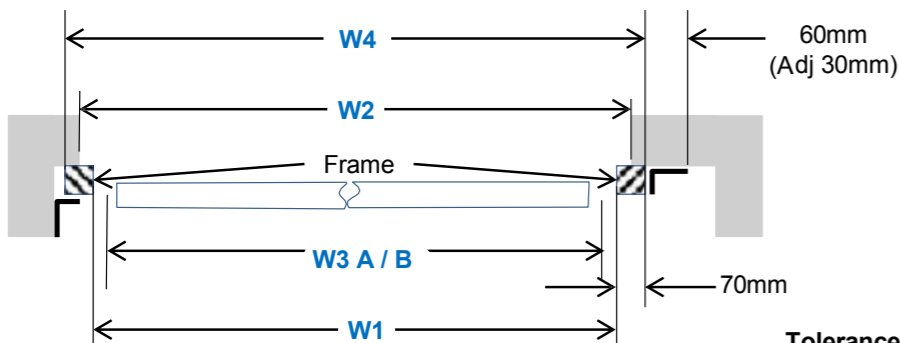 W4
60mm
(Adj 30mm)
W2
Frame
W3 A / B
70mm
W1
Tolerance